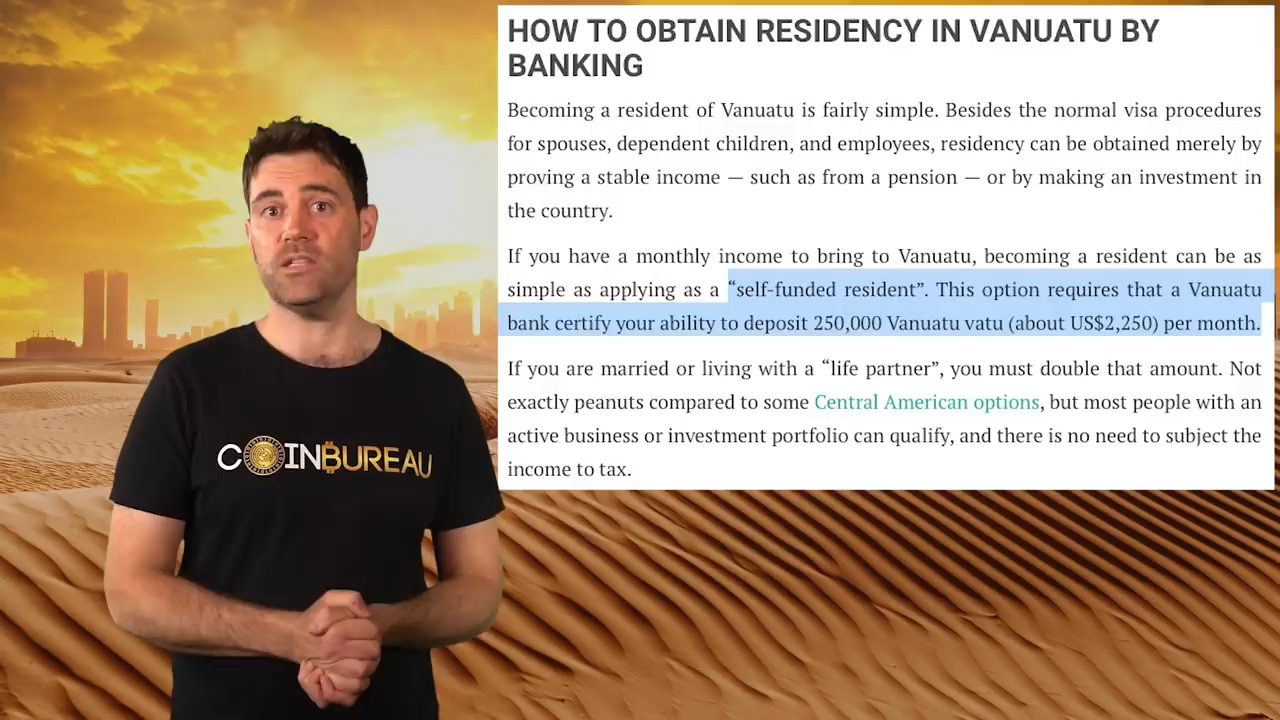 HOW TO OBTAIN RESIDENCY IN VANUATU BY
BANKING
Becoming a resident of Vanuatu is fairly simple. Besides the normal visa procedures
for spouses, dependent children, and employees, residency can be obtained merely by
proving a stable income — such as from a pension — or by making an investment in
the country.
If you have a monthly income to bring to Vanuatu, becoming a resident can be as
simple as applying as a “self-funded resident”. This option requires that a Vanuatu
bank certify your ability to deposit 250,000 Vanuatu vatu (about US$2,250) per month.
If you are married or living with a “life partner”, you must double that amount. Not
exactly peanuts compared to some Central American options, but most people with an
active business or investment portfolio can qualify, and there is no need to subject the
income to tax.
COINBUREAU